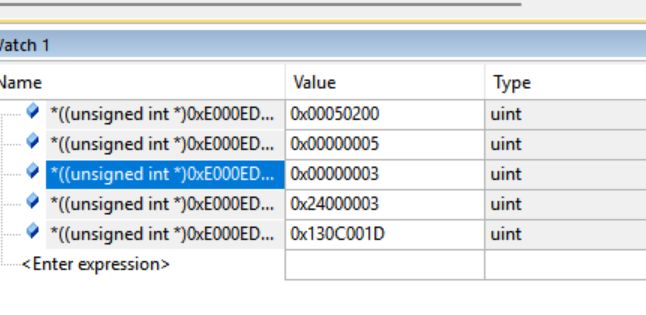 Watch 1
Name Value Type
*((unsigned int *)0xE000ED... 0x00050200 uint
*((unsigned int *)0xE000ED... 0x00000005 uint
*((unsigned int *)0xE000ED... 0x00000003 uint
*((unsigned int *)0xE000ED... 0x24000003 uint
*((unsigned int *)0xE000ED... 0x130C001D uint
<Enter expression>